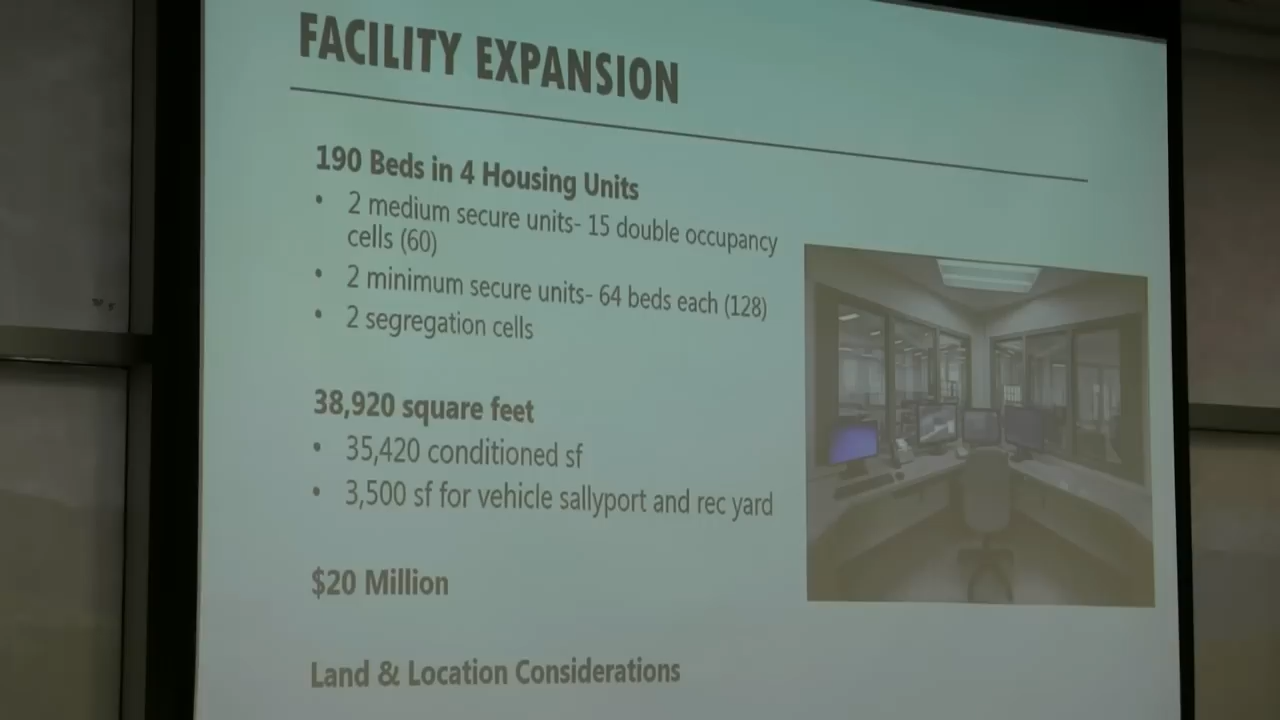 FACILITY EXPANSION
190 Beds in 4 Housing Units
• 2 medium secure units- 15 double occupancy
cells (60)
• 2 minimum secure units- 64 beds each (128)
• 2 segregation cells
38,920 square feet
• 35,420 conditioned sf
• 3,500 sf for vehicle sallyport and rec yard
$20 Million
Land & Location Considerations